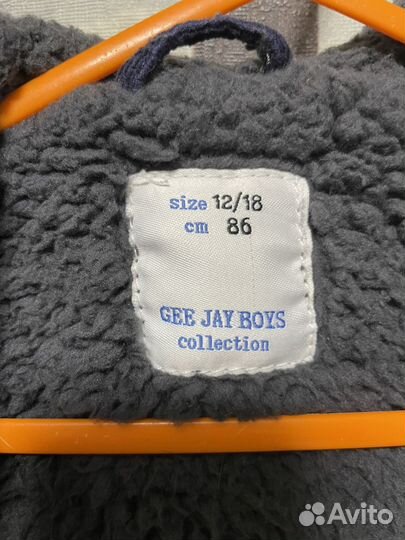 size 12/18
cm 86
GEE JAY BOYS
collection
Avito